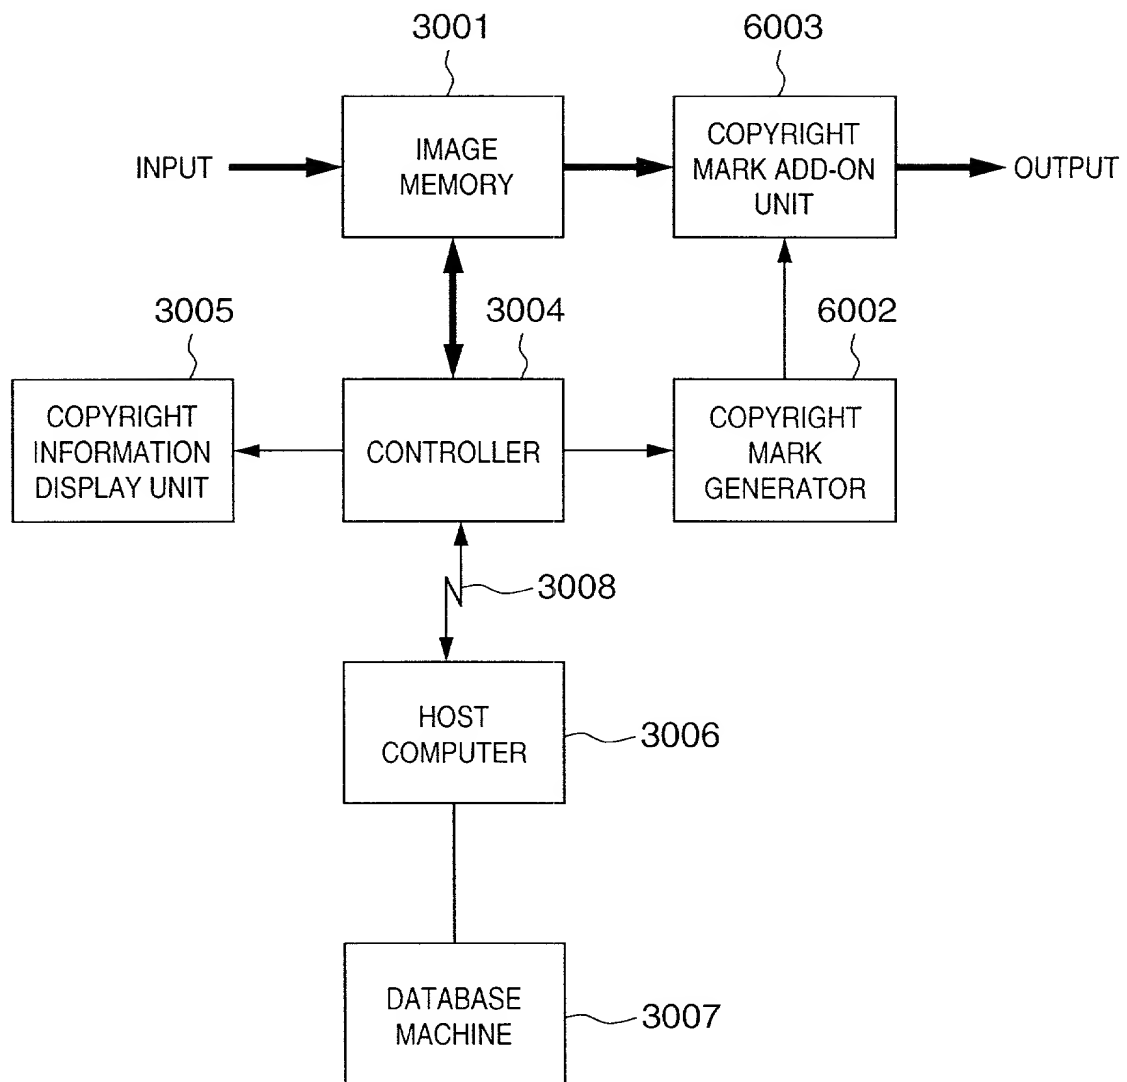 3001
6003
INPUT
IMAGE
MEMORY
COPYRIGHT
MARK ADD-ON
UNIT
OUTPUT
3005
3004
6002
COPYRIGHT
INFORMATION
DISPLAY UNIT
CONTROLLER
COPYRIGHT
MARK
GENERATOR
3008
HOST
COMPUTER
3006
DATABASE
MACHINE
3007